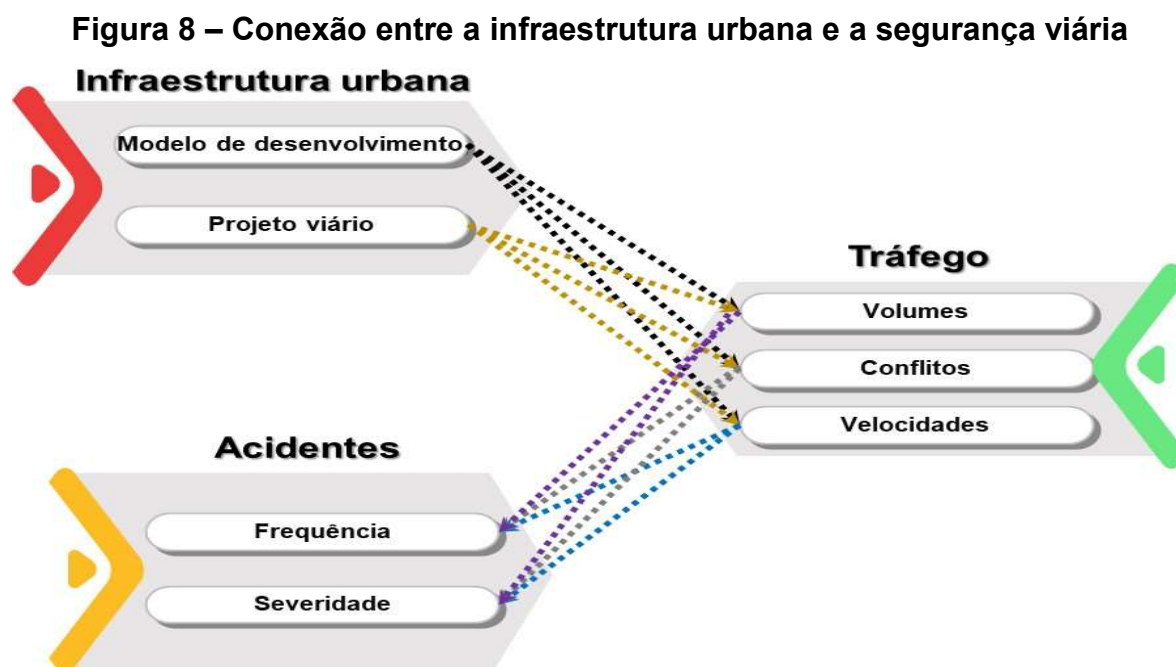 Figura 8 – Conexão entre a infraestrutura urbana e a segurança viária
Infraestrutura urbana
Modelo de desenvolvimento
Projeto viário
Tráfego
Volumes
Conflitos
Velocidades
Acidentes
Frequência
Severidade